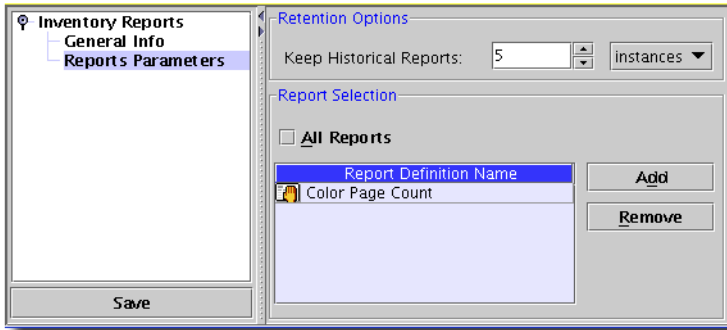 Inventory Reports
General Info
Reports Parameters
Save
Retention Options
Keep Historical Reports: 5 instances
Report Selection
All Reports
Report Definition Name
Color Page Count
Add
Remove